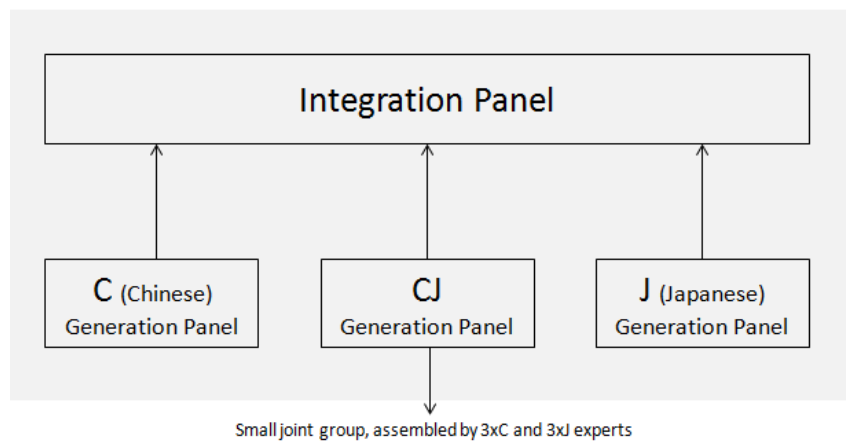 Integration Panel
C (Chinese)
Generation Panel
CJ
Generation Panel
J (Japanese)
Generation Panel
Small joint group, assembled by 3xC and 3xJ experts